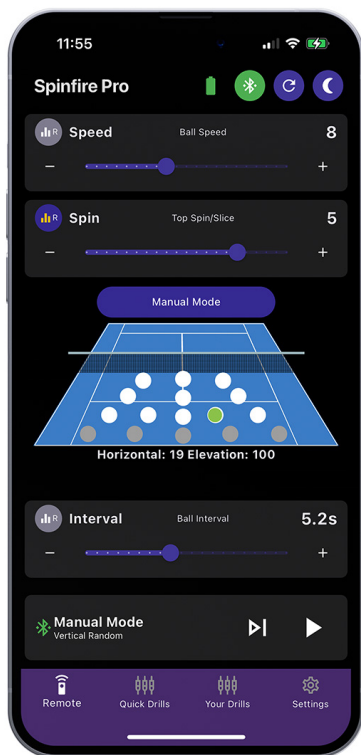 11:55
Spinfire Pro
R Speed Ball Speed 8
− +
R Spin Top Spin/Slice 5
− +
Manual Mode
Horizontal: 19 Elevation: 100
R Interval Ball Interval 5.2s
− +
Manual Mode
Vertical Random
Remote Quick Drills Your Drills Settings